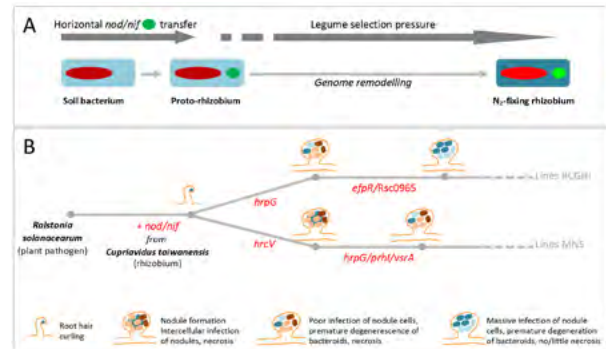 A
Horizontal nod/nif transfer
Legume selection pressure
Genome remodelling
Soil bacterium
Proto-rhizobium
N₂-fixing rhizobium
B
hrpG
efpR/Rsc0965
Lines
Ralstonia
solanacearum
(plant pathogen)
+ nod/nif
from
Cupriavidus taiwanensis
(rhizobium)
hrcV
hrpG/prhI/vsrA
Lines MNS
Root hair
curling
Nodule formation
Intercellular infection
of nodules, necrosis
Poor infection of nodule cells,
premature degenerescence of
bacteroids, necrosis
Massive infection of nodule
cells, premature degeneration
of bacteroids, no/little necrosis